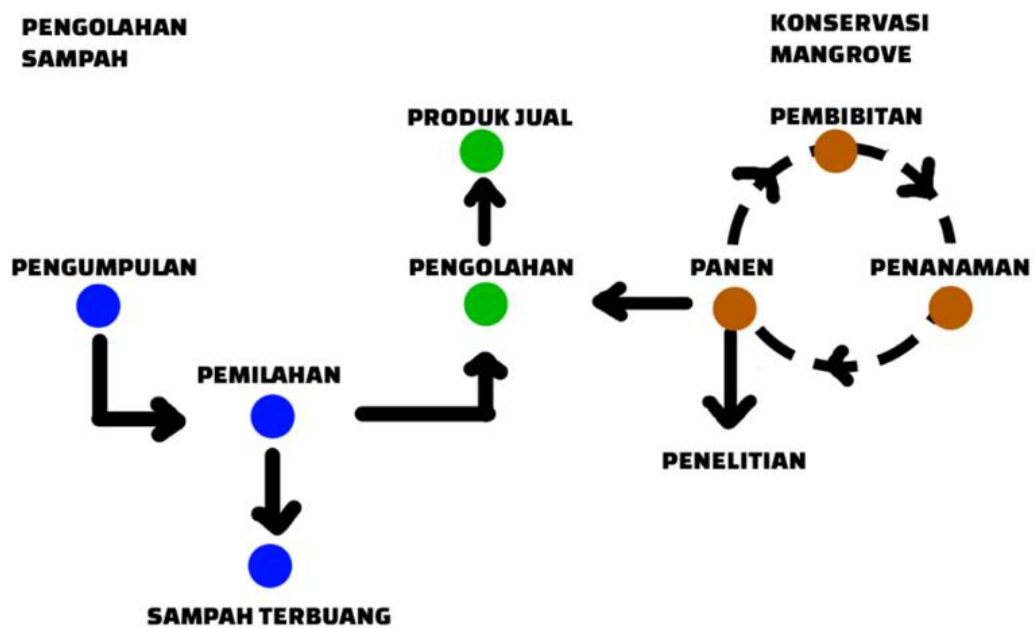 PENGOLAHAN
SAMPAH
KONSERVASI
MANGROVE
PRODUK JUAL
PEMBIBITAN
PENGUMPULAN
PENGOLAHAN
PANEN
PENANAMAN
PEMILAHAN
PENELITIAN
SAMPAH TERBUANG